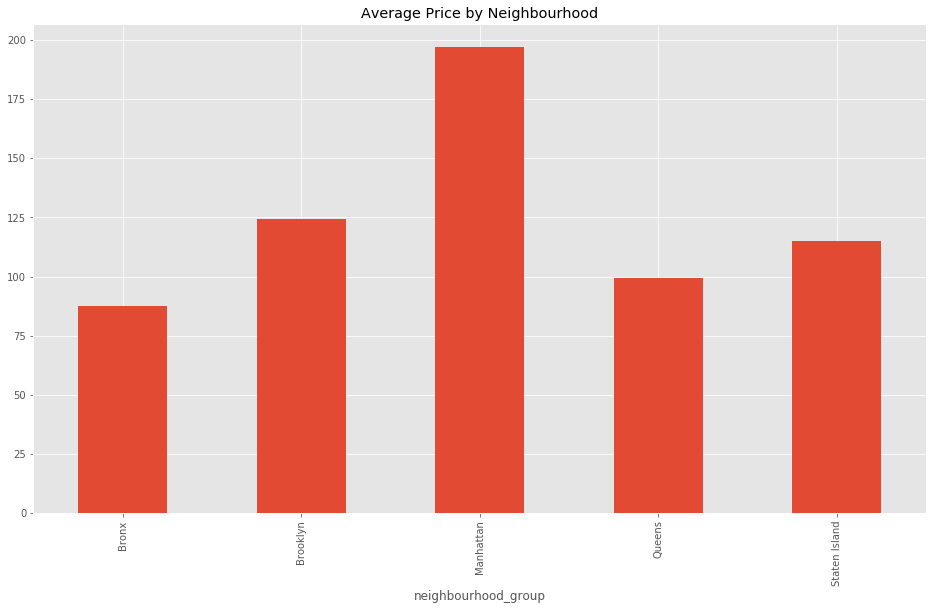 Average Price by Neighbourhood
200
175
150
125
100
75
50
25
0
Bronx
Brooklyn
Manhattan
Queens
Staten Island
neighbourhood_group